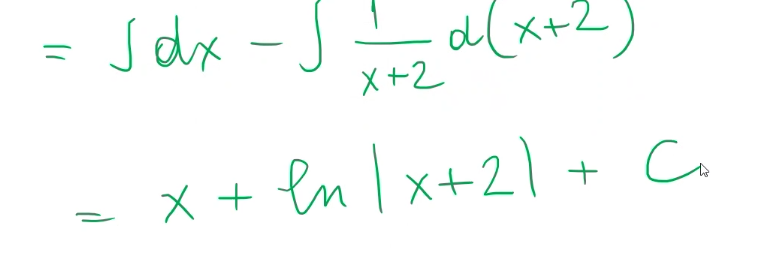 = ∫ dx - ∫ 1/(x+2) d(x+2)
= x + ln|x+2| + C